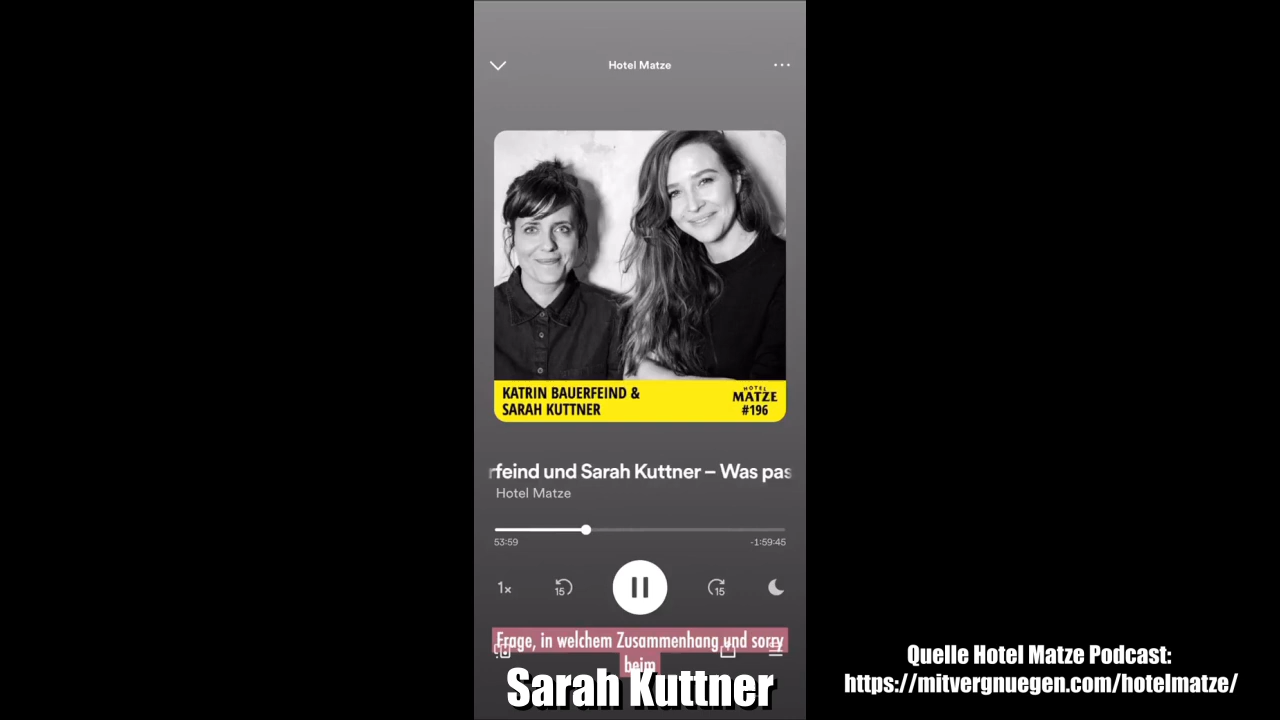 Hotel Matze
KATRIN BAUERFEIND &
SARAH KUTTNER
HOTEL
MATZE
#196
rfeind und Sarah Kuttner – Was pas
Hotel Matze
53:59
-1:59:45
1x
15
15
Frage, in welchem Zusammenhang und sorry
beim
Sarah Kuttner
Quelle Hotel Matze Podcast:
https://mitvergnuegen.com/hotelmatze/